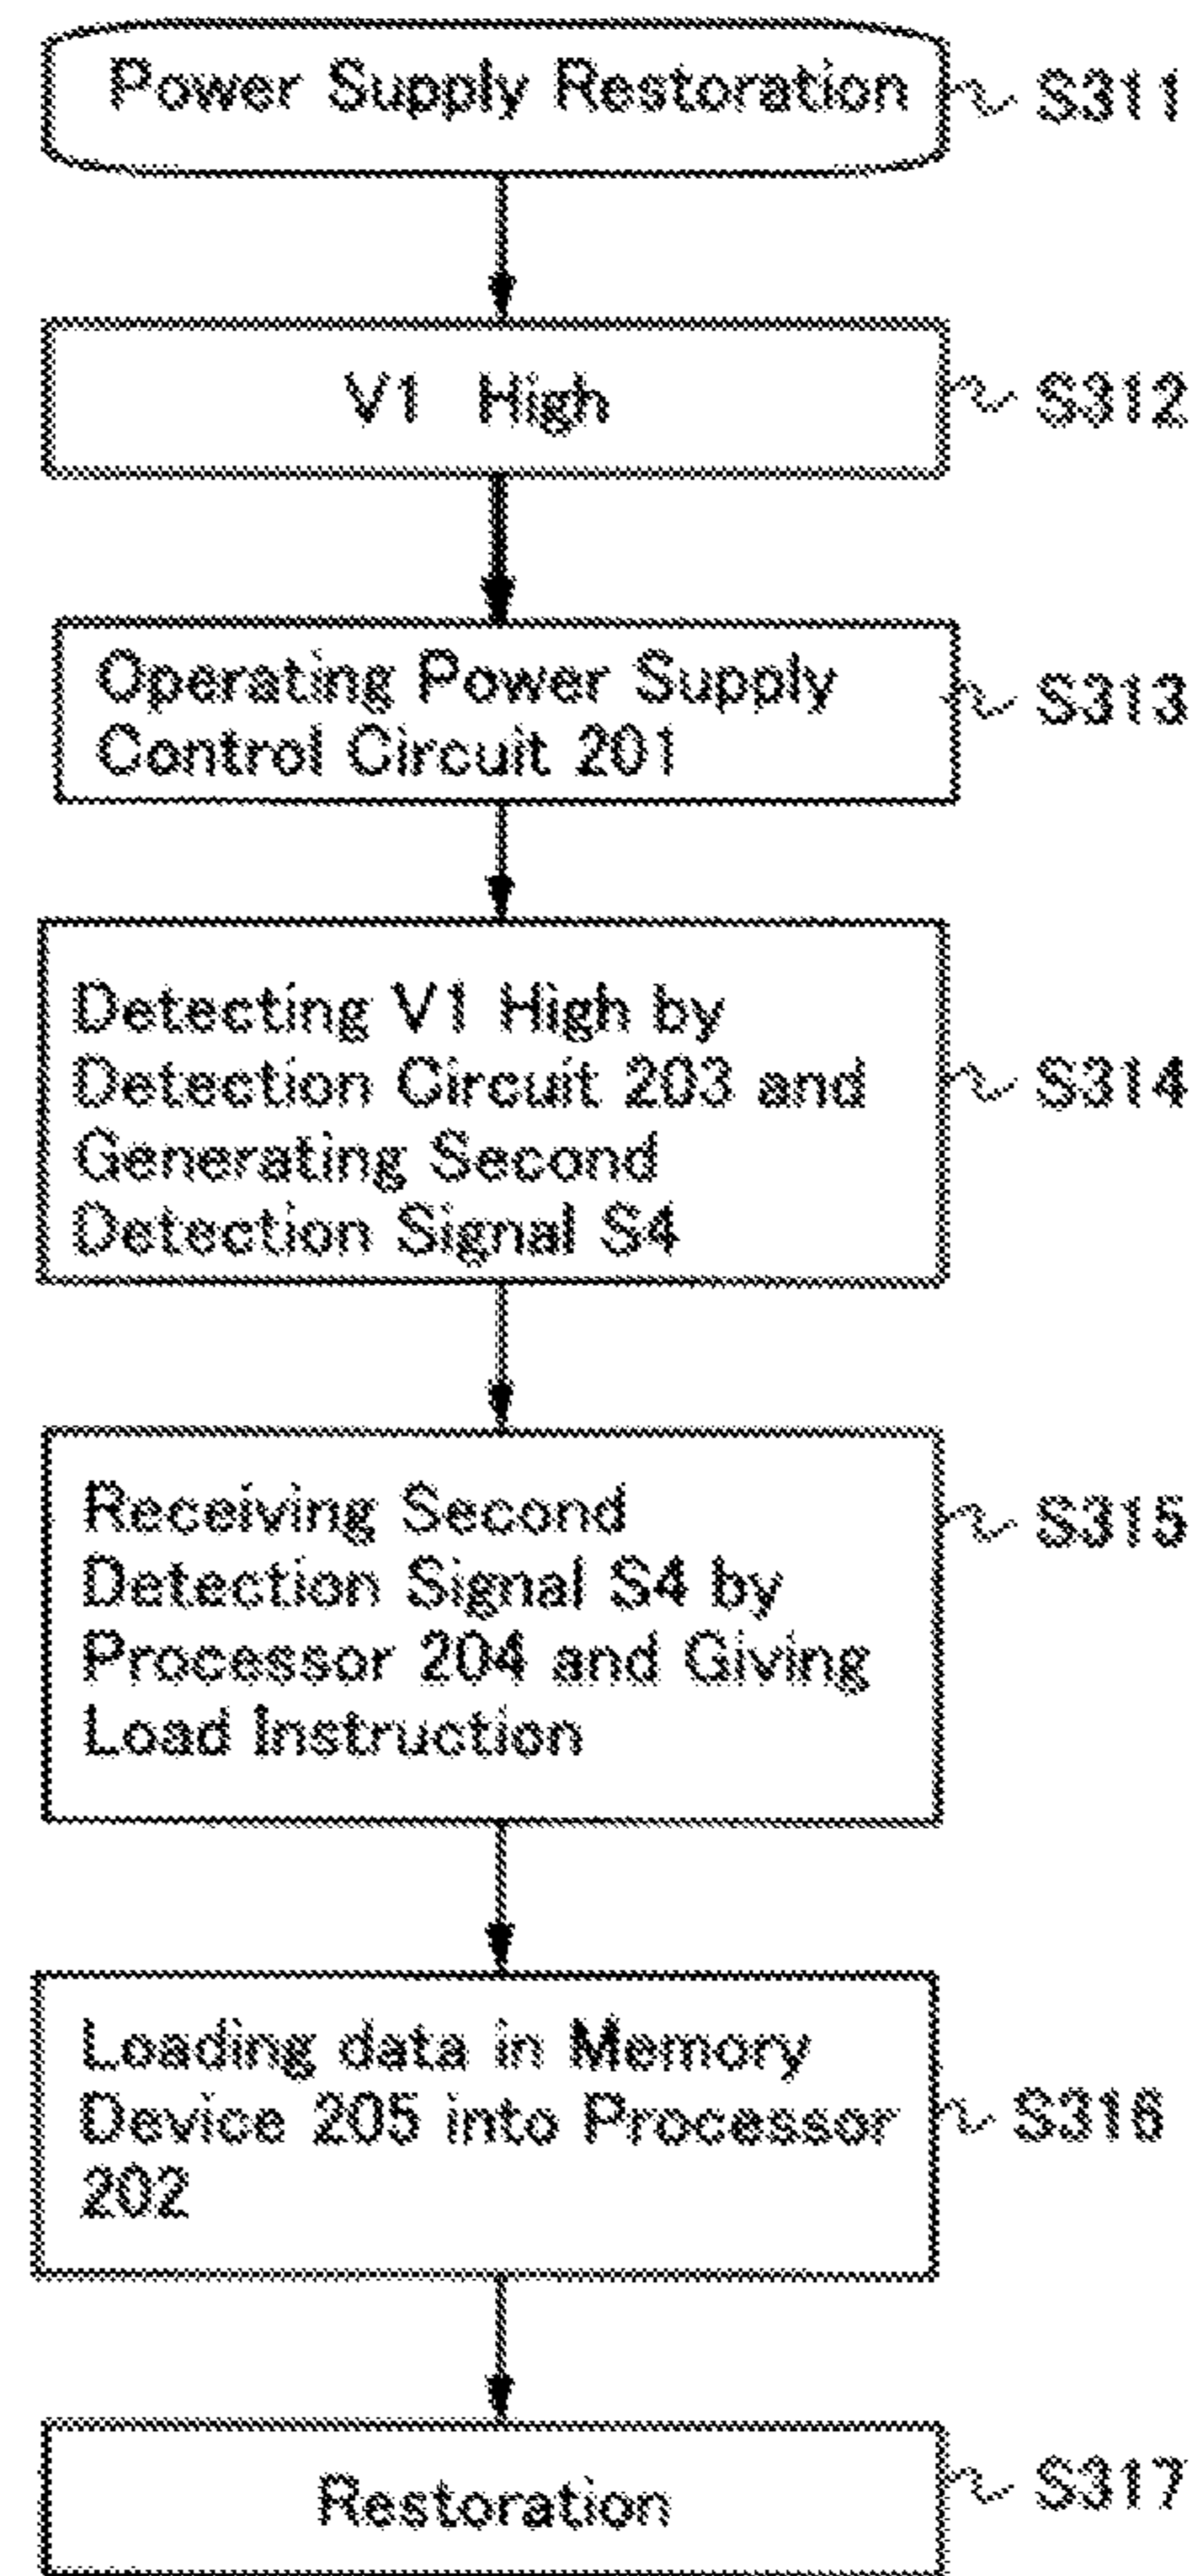 Power Supply Restoration
S311
V1 High
S312
Operating Power Supply
Control Circuit 201
S313
Detecting V1 High by
Detection Circuit 203 and
Generating Second
Detection Signal S4
S314
Receiving Second
Detection Signal S4 by
Processor 204 and Giving
Load Instruction
S315
Loading data in Memory
Device 205 into Processor
202
S316
Restoration
S317